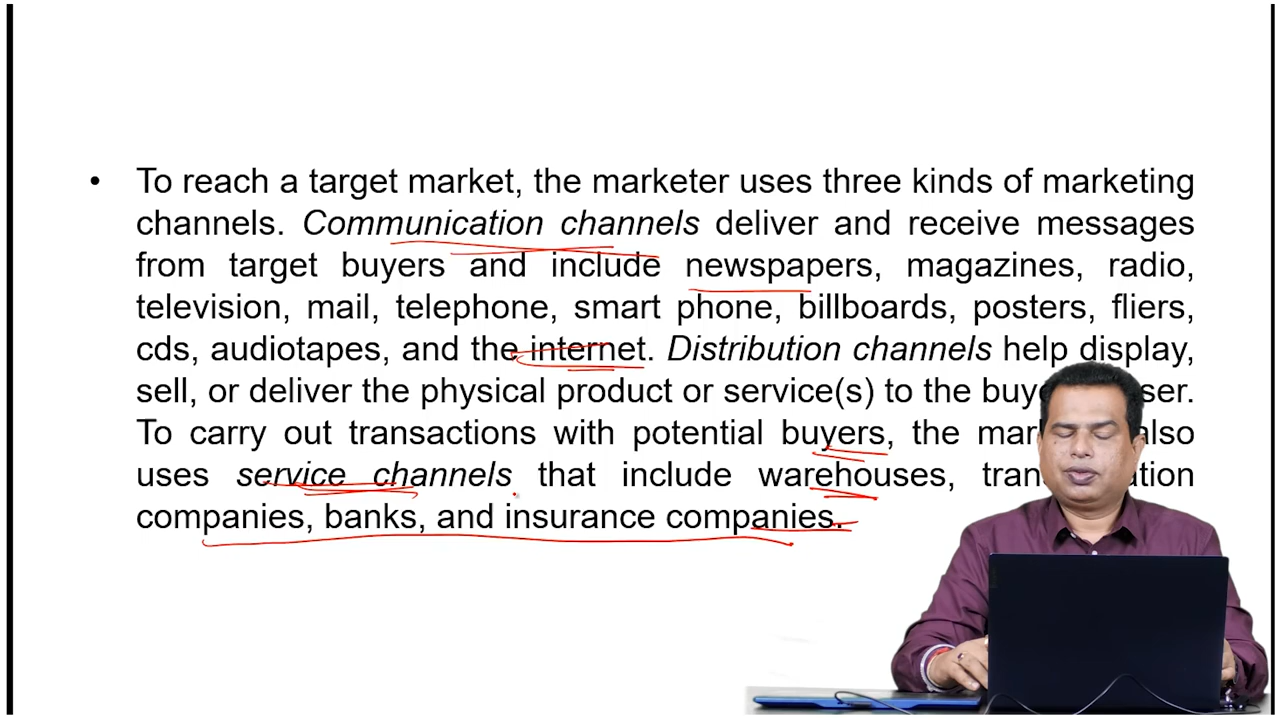 • To reach a target market, the marketer uses three kinds of marketing
channels. Communication channels deliver and receive messages
from target buyers and include newspapers, magazines, radio,
television, mail, telephone, smart phone, billboards, posters, fliers,
cds, audiotapes, and the internet. Distribution channels help display,
sell, or deliver the physical product or service(s) to the
To carry out transactions with potential buyers, the also
uses service channels that include warehouses,
companies, banks, and insurance companies.